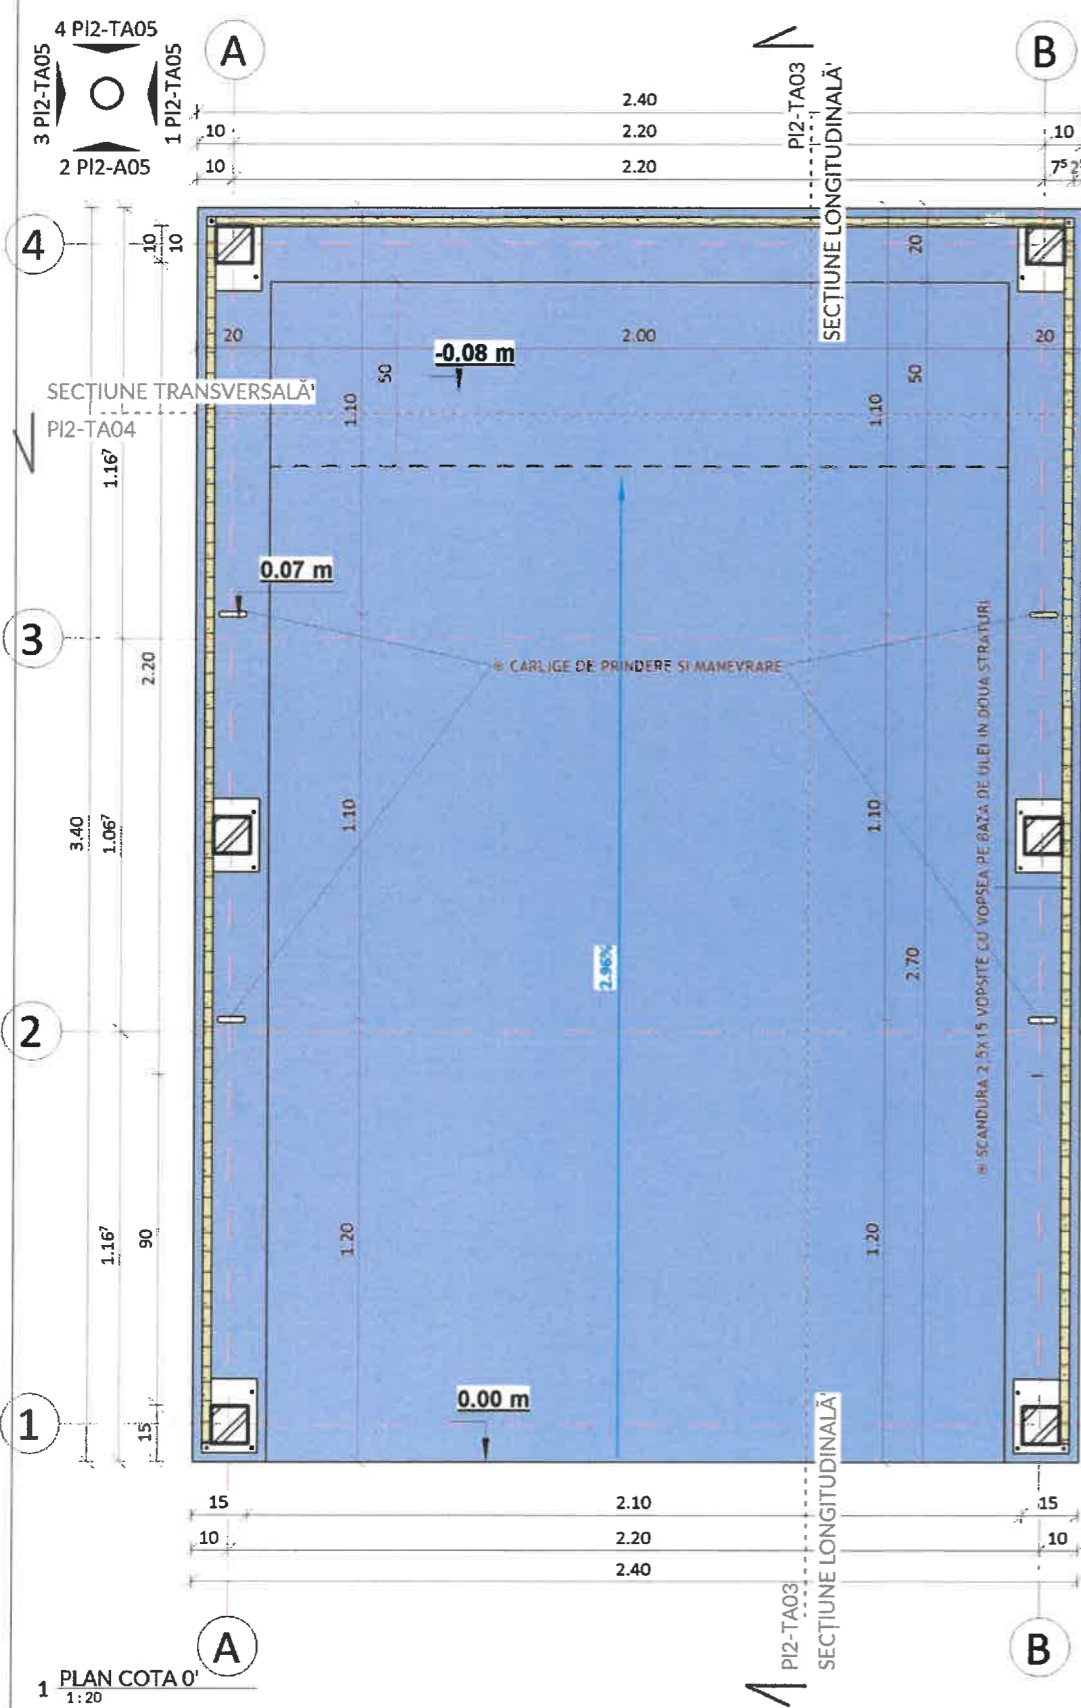 4 PI2-TA05
3 PI2-TA05
1 PI2-TA05
2 PI2-A05
A
B
PI2-TA03
SECȚIUNE LONGITUDINALĂ'
2.40
10
2.20
10
10
2.20
7⁵
4
10
10
20
20
2.00
20
-0.08 m
50
50
SECȚIUNE TRANSVERSALĂ'
PI2-TA04
1.10
1.10
1.16⁷
0.07 m
3
2.20
® CARLIGE DE PRINDERE SI MANEVRARE
® SCANDURA 2,5X15 VOPSITE CU VOPSEA PE BAZA DE ULEI IN DOUA STRATURI
3.40
1.06⁷
1.10
1.10
2.96%
2.70
2
1.16⁷
90
1.20
1.20
0.00 m
1
15
15
2.10
15
10
2.20
10
2.40
PI2-TA03
SECȚIUNE LONGITUDINALĂ'
A
B
1 PLAN COTA 0'
1:20